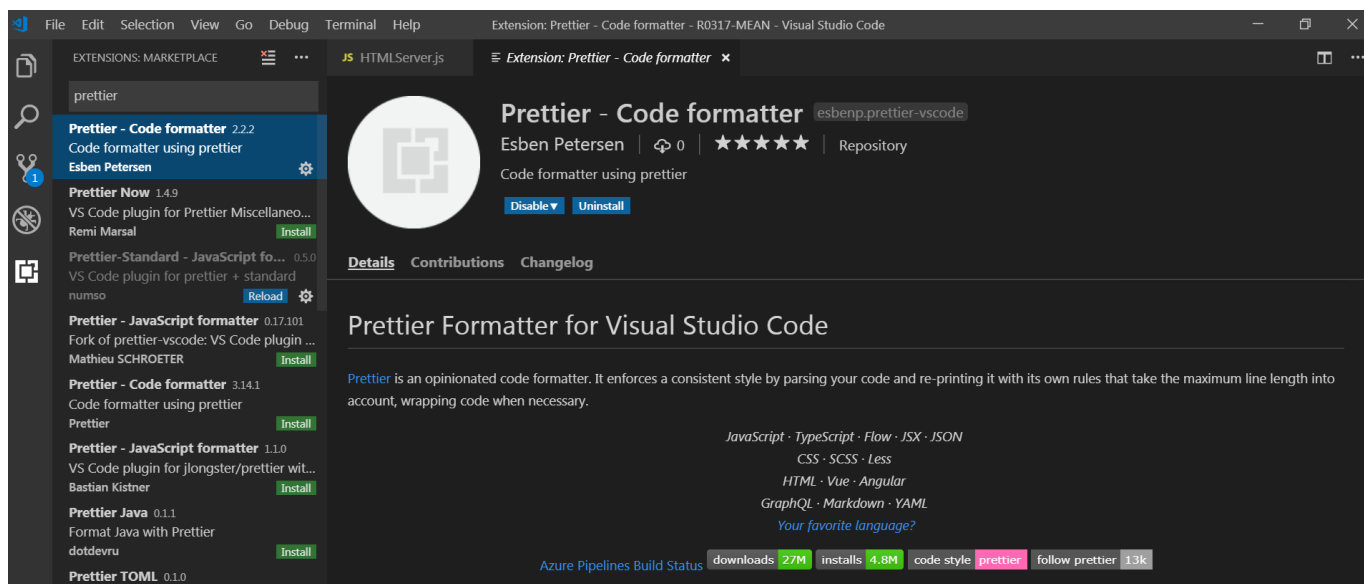 File Edit Selection View Go Debug Terminal Help Extension: Prettier - Code formatter - R0317-MEAN - Visual Studio Code
EXTENSIONS: MARKETPLACE
JS HTMLServer.js
Extension: Prettier - Code formatter
prettier
Prettier - Code formatter 2.2.2
Code formatter using prettier
Esben Petersen
Prettier Now 1.4.9
VS Code plugin for Prettier Miscellaneo...
Remi Marsal Install
Prettier-Standard - JavaScript fo... 0.5.0
VS Code plugin for prettier + standard
numso Reload
Prettier - JavaScript formatter 0.17.101
Fork of prettier-vscode: VS Code plugin ...
Mathieu SCHROETER Install
Prettier - Code formatter 3.14.1
Code formatter using prettier
Prettier Install
Prettier - JavaScript formatter 1.1.0
VS Code plugin for jlongster/prettier wit...
Bastian Kistner Install
Prettier Java 0.1.1
Format Java with Prettier
dotdevru Install
Prettier TOML 0.1.0
1
Prettier - Code formatter esbenp.prettier-vscode
Esben Petersen | 0 | ★★★★★ | Repository
Code formatter using prettier
Disable▾ Uninstall
Details Contributions Changelog
Prettier Formatter for Visual Studio Code
Prettier is an opinionated code formatter. It enforces a consistent style by parsing your code and re-printing it with its own rules that take the maximum line length into
account, wrapping code when necessary.
JavaScript · TypeScript · Flow · JSX · JSON
CSS · SCSS · Less
HTML · Vue · Angular
GraphQL · Markdown · YAML
Your favorite language?
Azure Pipelines Build Status downloads 27M installs 4.8M code style prettier follow prettier 13k